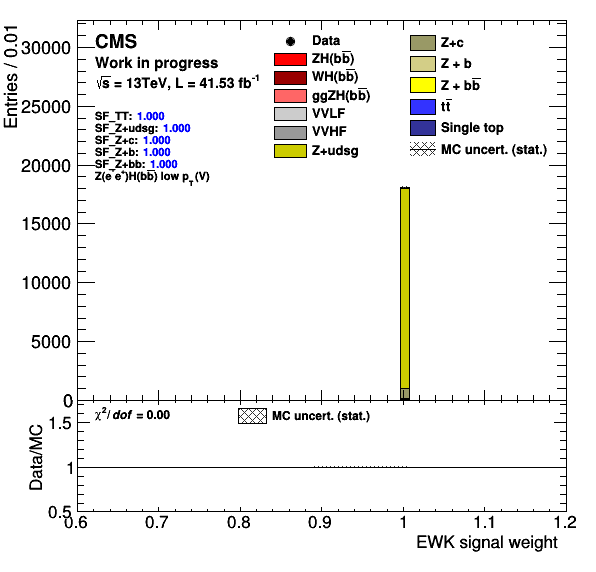 CMS
Work in progress
√s = 13TeV, L = 41.53 fb⁻¹
SF_TT: 1.000
SF_Z+udsg: 1.000
SF_Z+c: 1.000
SF_Z+b: 1.000
SF_Z+bb: 1.000
Z(e⁻e⁺)H(bb̅) low p_T(V)
Data
ZH(bb̅)
WH(bb̅)
ggZH(bb̅)
VVLF
VVHF
Z+udsg
Z+c
Z + b
Z + bb̅
tt̅
Single top
MC uncert. (stat.)
Entries / 0.01
30000
25000
20000
15000
10000
5000
0
χ²/dof = 0.00
MC uncert. (stat.)
Data/MC
1.5
1
0.5
0.6 0.7 0.8 0.9 1 1.1 1.2
EWK signal weight